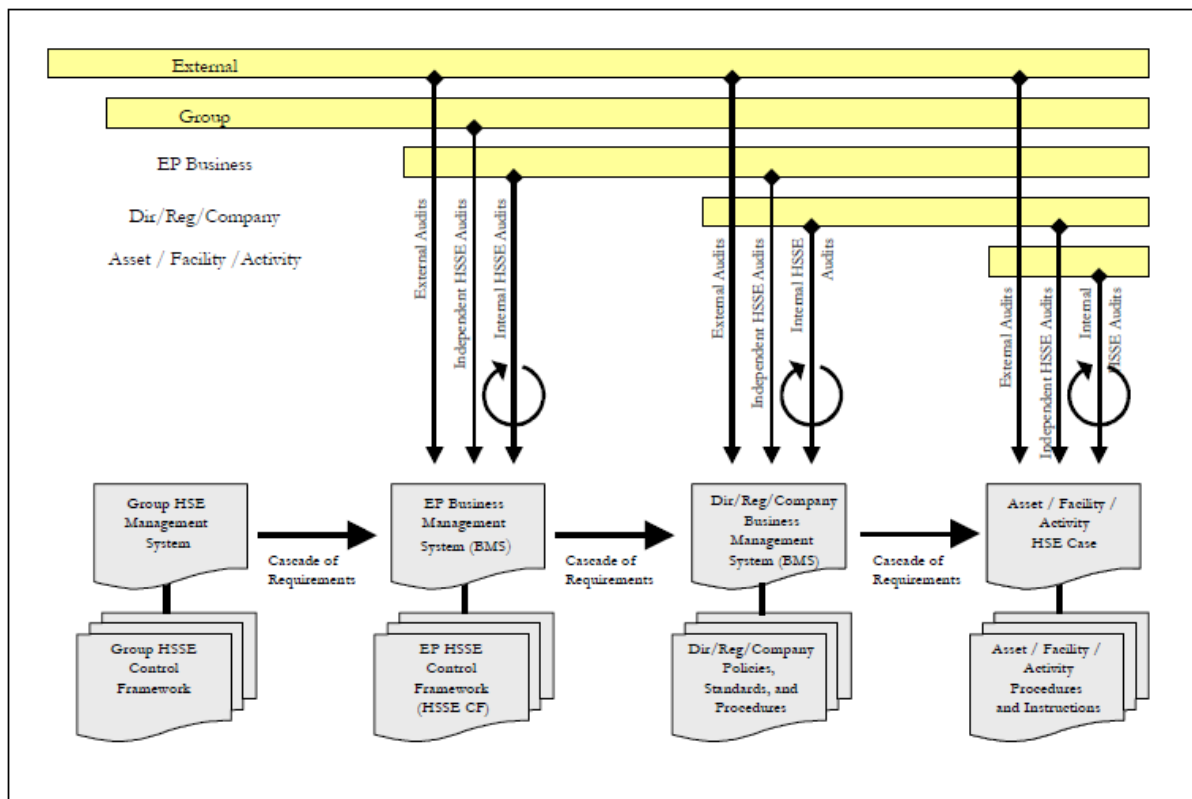 External
Group
EP Business
Dir/Reg/Company
Asset / Facility /Activity
External Audits
Independent HSSE Audits
Internal HSSE Audits
External Audits
Independent HSSE Audits
Internal HSSE
Audits
External Audits
Independent HSSE Audits
Internal
HSSE Audits
Group HSE
Management
System
Cascade of
Requirements
EP Business
Management
System (BMS)
Cascade of
Requirements
Dir/Reg/Company
Business
Management
System (BMS)
Cascade of
Requirements
Asset / Facility /
Activity
HSE Case
Group HSSE
Control
Framework
EP HSSE
Control
Framework
(HSSE CF)
Dir/Reg/Company
Policies,
Standards, and
Procedures
Asset / Facility /
Activity
Procedures
and Instructions